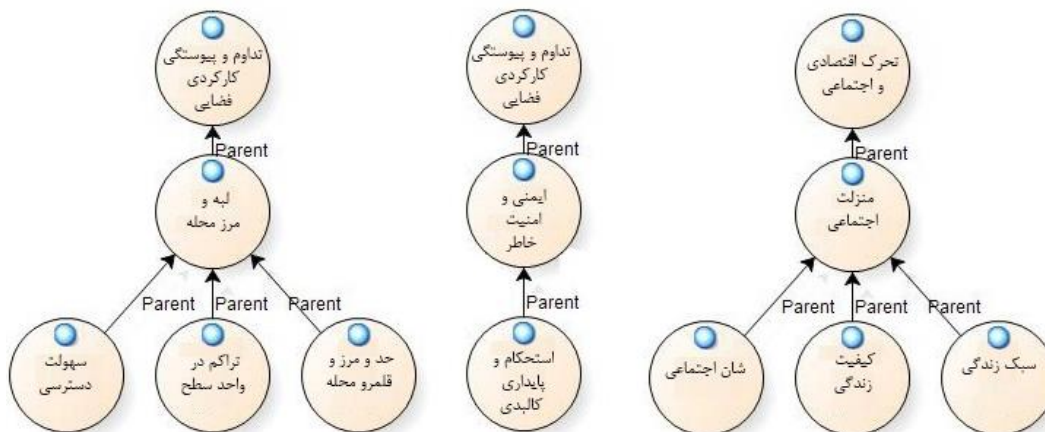 تداوم و پیوستگی
کارکردی
فضایی
Parent
لبه و
مرز محله
Parent
Parent
Parent
سهولت
دسترسی
تراکم در
واحد سطح
حد و مرز و
قلمرو محله
تداوم و پیوستگی
کارکردی
فضایی
Parent
ایمنی و
امنیت
خاطر
Parent
استحکام و
پایداری
کالبدی
تحرک اقتصادی
و اجتماعی
Parent
منزلت
اجتماعی
Parent
Parent
Parent
شان اجتماعی
کیفیت
زندگی
سبک زندگی